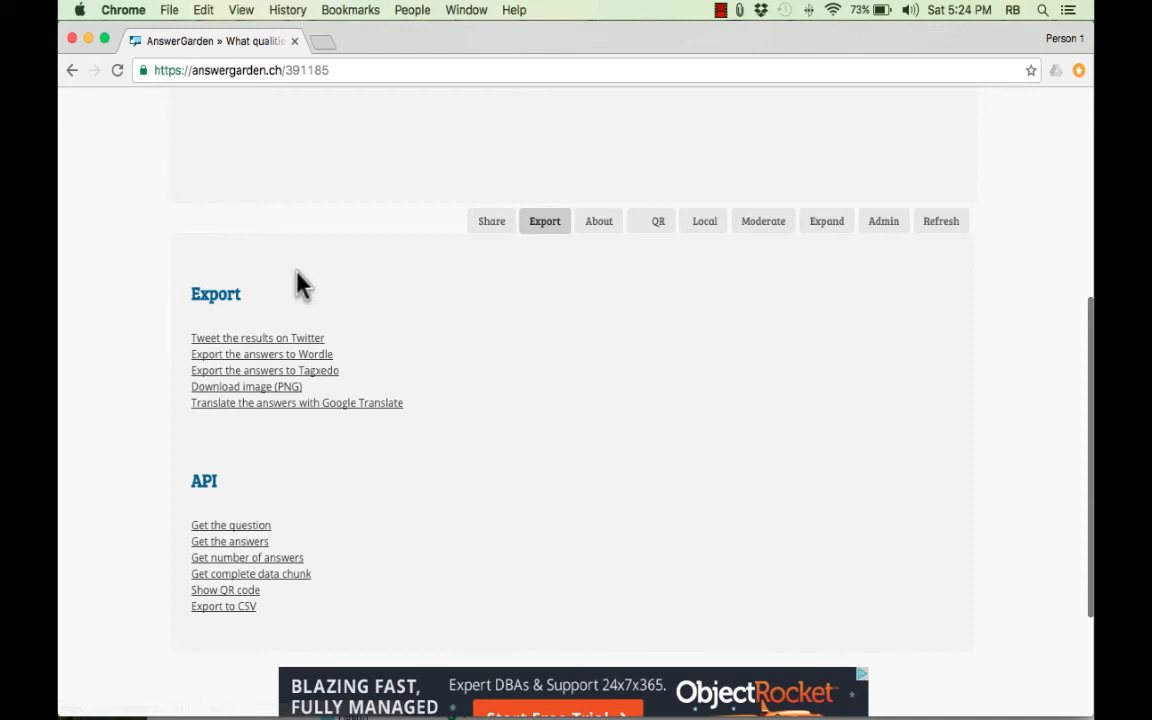 Chrome File Edit View History Bookmarks People Window Help 73% Sat 5:24 PM RB
AnswerGarden » What qualitie
Person 1
https://answergarden.ch/391185
Share Export About QR Local Moderate Expand Admin Refresh
Export
Tweet the results on Twitter
Export the answers to Wordle
Export the answers to Tagxedo
Download image (PNG)
Translate the answers with Google Translate
API
Get the question
Get the answers
Get number of answers
Get complete data chunk
Show QR code
Export to CSV
BLAZING FAST,
FULLY MANAGED
Expert DBAs & Support 24x7x365.
Start Free Trial
ObjectRocket